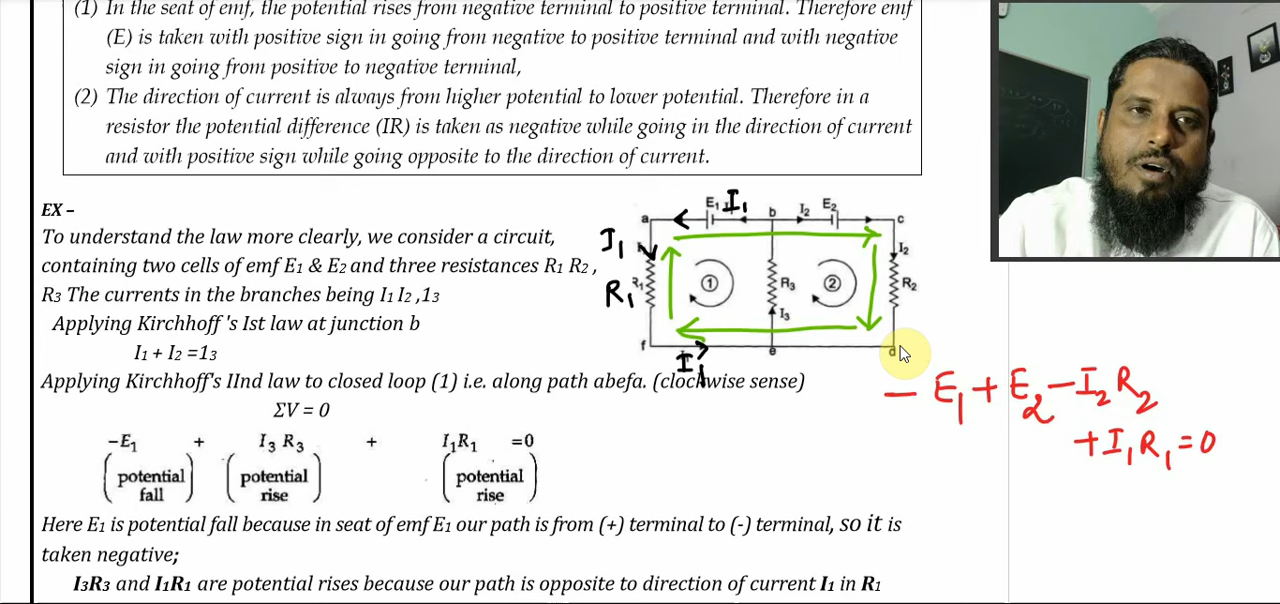 (1) In the seat of emf, the potential rises from negative terminal to positive terminal. Therefore emf
(E) is taken with positive sign in going from negative to positive terminal and with negative
sign in going from positive to negative terminal,
(2) The direction of current is always from higher potential to lower potential. Therefore in a
resistor the potential difference (IR) is taken as negative while going in the direction of current
and with positive sign while going opposite to the direction of current.
EX –
To understand the law more clearly, we consider a circuit,
containing two cells of emf E1 & E2 and three resistances R1 R2 ,
R3 The currents in the branches being I1 I2 ,13
Applying Kirchhoff 's Ist law at junction b
I1 + I2 =13
a E1 I1 b I2 E2 c
I1 I2
R1 R1 1 R3 2 R2
I3
f I1 e d
Applying Kirchhoff's IInd law to closed loop (1) i.e. along path abefa. (clockwise sense)
ΣV = 0
− E1 + E2 − I2 R2
+ I1 R1 = 0
−E1 + I3 R3 + I1R1 =0
(potential fall) (potential rise) (potential rise)
Here E1 is potential fall because in seat of emf E1 our path is from (+) terminal to (-) terminal, so it is
taken negative;
I3R3 and I1R1 are potential rises because our path is opposite to direction of current I1 in R1